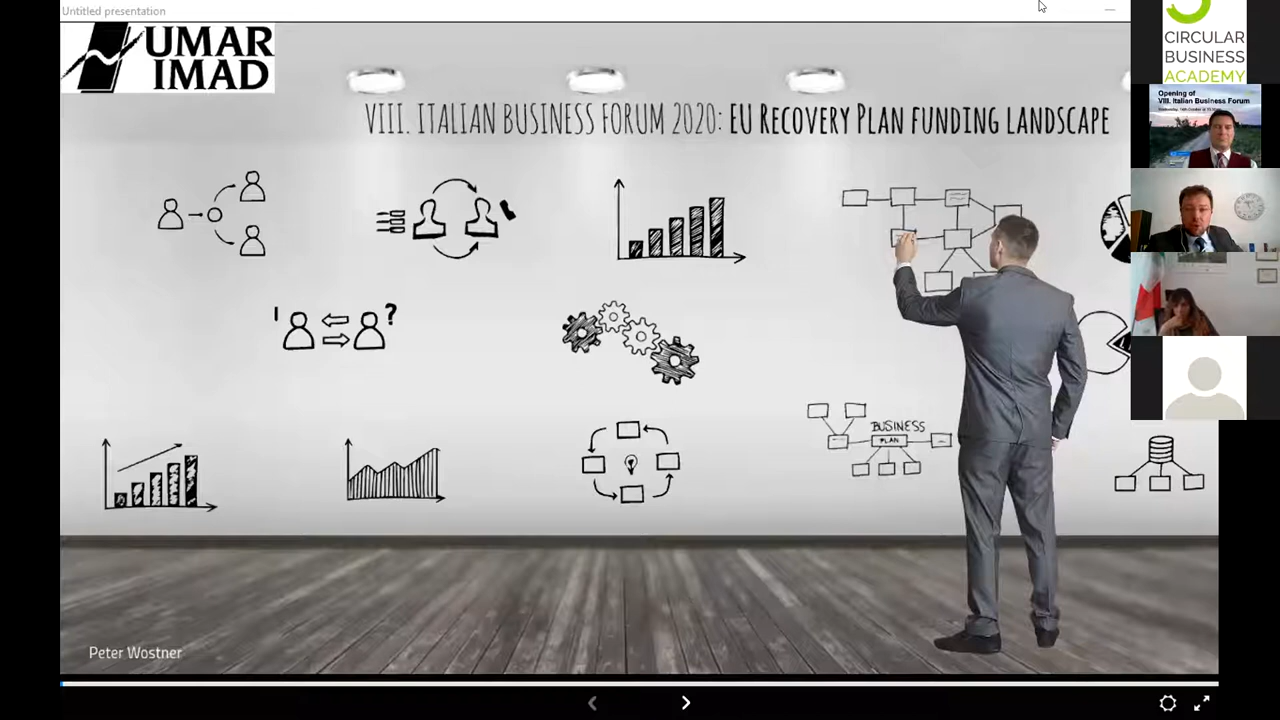 Untitled presentation
UMAR
IMAD
VIII. ITALIAN BUSINESS FORUM 2020: EU RECOVERY PLAN FUNDING LANDSCAPE
CIRCULAR
BUSINESS
ACADEMY
Opening of
VIII. Italian Business Forum
?
BUSINESS
PLAN
Peter Wostner